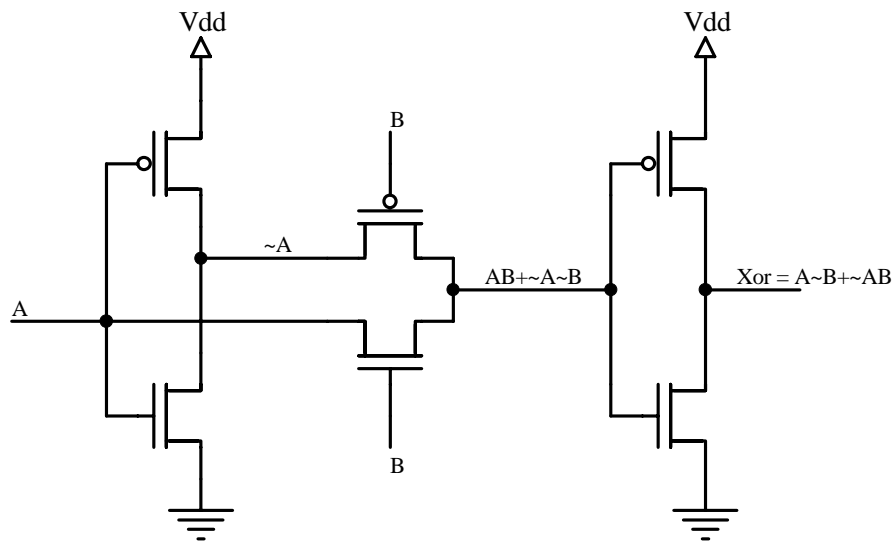 Vdd
Vdd
B
~A
AB+~A~B
Xor = A~B+~AB
A
B